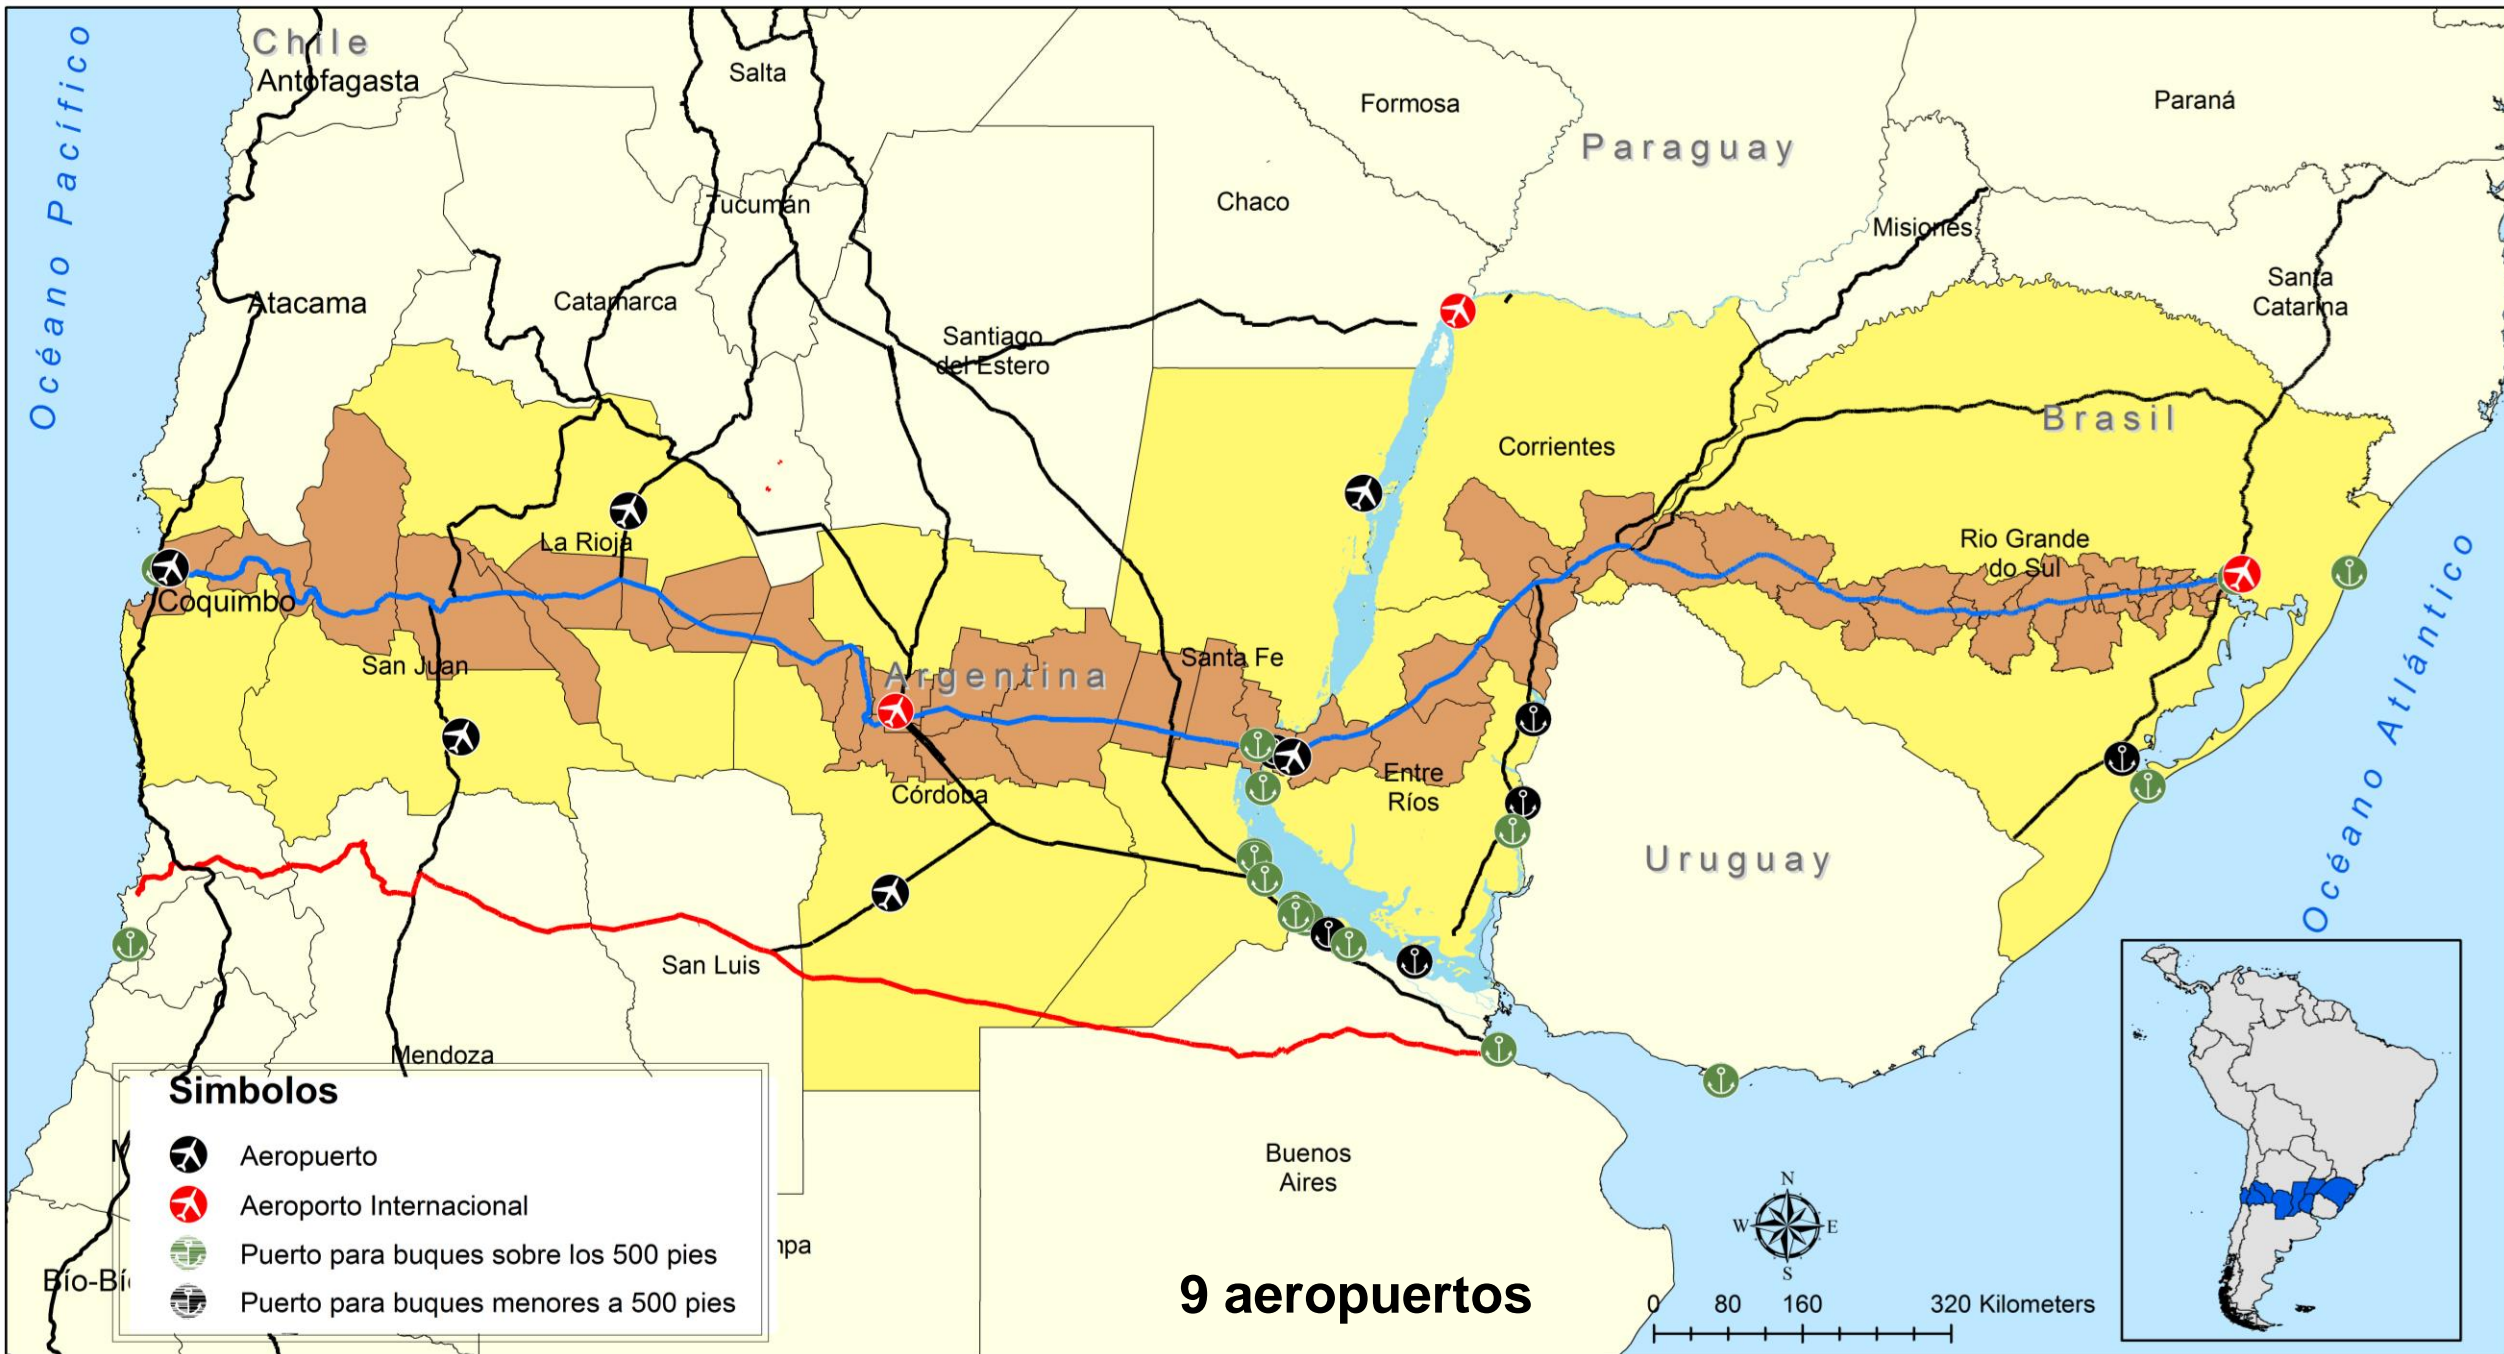 Océano Pacífico
Chile
Antofagasta
Salta
Formosa
Paraguay
Paraná
Chaco
Tucumán
Misiones
Atacama
Catamarca
Santiago
del Estero
Santa
Catarina
Brasil
Corrientes
La Rioja
Rio Grande
do Sul
Coquimbo
San Juan
Argentina
Santa Fe
Córdoba
Entre
Ríos
Uruguay
Océano Atlántico
San Luis
Mendoza
Buenos
Aires
Simbolos
Aeropuerto
Aeroporto Internacional
Puerto para buques sobre los 500 pies
Puerto para buques menores a 500 pies
M
mpa
Bío-Bí
9 aeropuertos
N
W
E
S
0 80 160 320 Kilometers